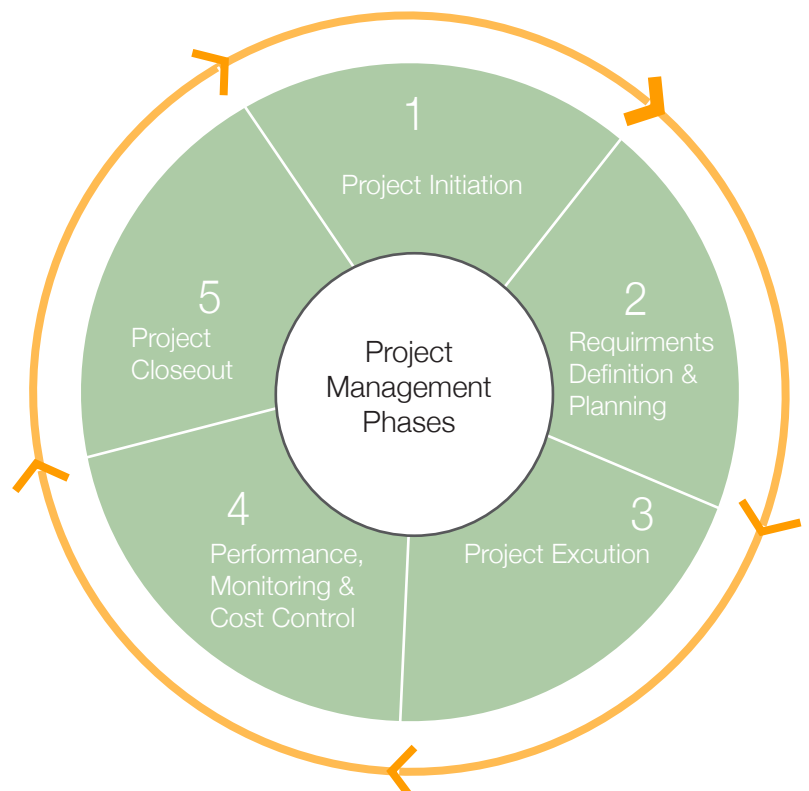 1
Project Initiation
2
Requirments
Definition &
Planning
3
Project Excution
4
Performance,
Monitoring &
Cost Control
5
Project
Closeout
Project
Management
Phases